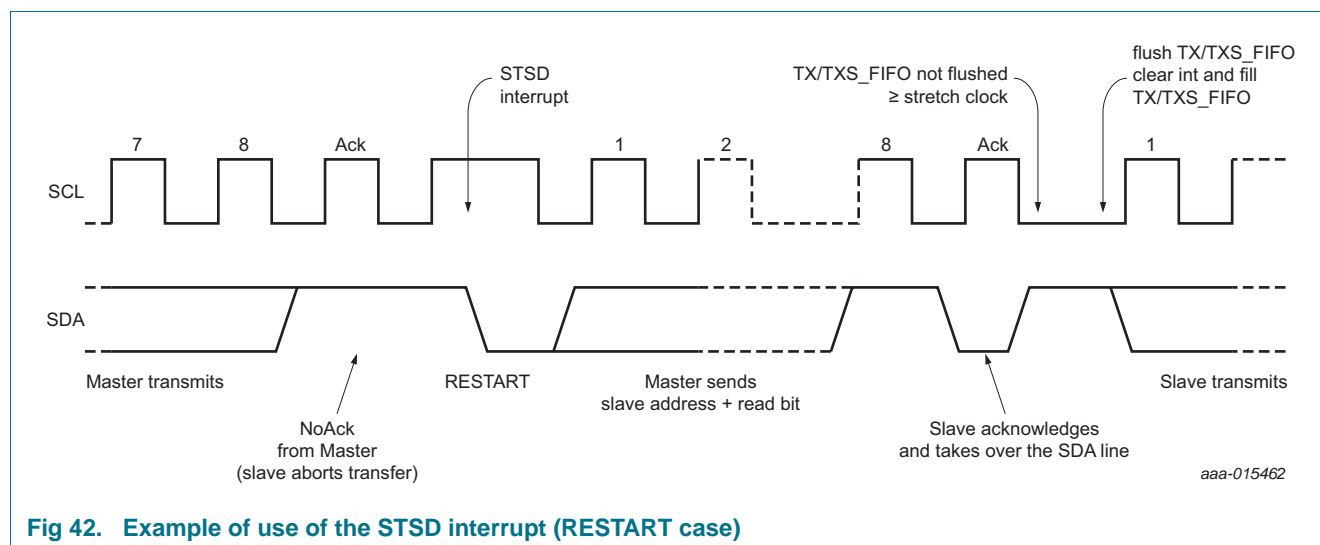 STSD
interrupt
TX/TXS_FIFO not flushed
≥ stretch clock
flush TX/TXS_FIFO
clear int and fill
TX/TXS_FIFO
7
8
Ack
1
2
8
Ack
1
SCL
SDA
Master transmits
RESTART
Master sends
slave address + read bit
Slave transmits
NoAck
from Master
(slave aborts transfer)
Slave acknowledges
and takes over the SDA line
aaa-015462
Fig 42. Example of use of the STSD interrupt (RESTART case)